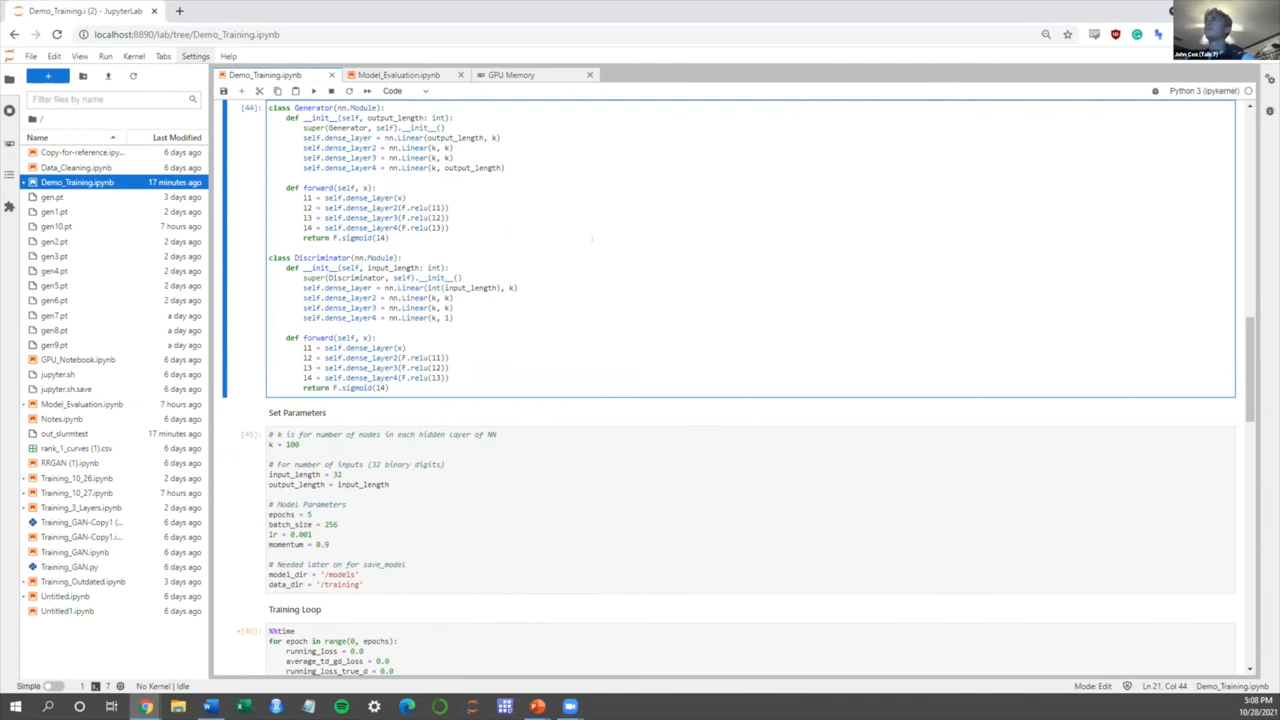 Demo_Training.i (2) - JupyterLab
localhost:8890/lab/tree/Demo_Training.ipynb
John Cox (Talk 7)
File Edit View Run Kernel Tabs Settings Help
Demo_Training.ipynb
Model_Evaluation.ipynb
GPU Memory
Filter files by name
Code
Python 3 (ipykernel)
/
Name Last Modified
Copy-for-reference.ipy... 6 days ago
Data_Cleaning.ipynb 6 days ago
Demo_Training.ipynb 17 minutes ago
gen.pt 3 days ago
gen1.pt 2 days ago
gen10.pt 7 hours ago
gen2.pt 2 days ago
gen3.pt 2 days ago
gen4.pt 2 days ago
gen5.pt 2 days ago
gen6.pt 2 days ago
gen7.pt a day ago
gen8.pt a day ago
gen9.pt a day ago
GPU_Notebook.ipynb 6 days ago
jupyter.sh 6 days ago
jupyter.sh.save 6 days ago
Model_Evaluation.ipynb 7 hours ago
Notes.ipynb 6 days ago
out_slurmtest 17 minutes ago
rank_1_curves (1).csv 6 days ago
RRGAN (1).ipynb 6 days ago
Training_10_26.ipynb 2 days ago
Training_10_27.ipynb 7 hours ago
Training_3_Layers.ipynb 2 days ago
Training_GAN-Copy1 (... 6 days ago
Training_GAN-Copy1.i... 6 days ago
Training_GAN.ipynb 6 days ago
Training_GAN.py 6 days ago
Training_Outdated.ipynb 3 days ago
Untitled.ipynb 6 days ago
Untitled1.ipynb 6 days ago
[44]:
class Generator(nn.Module):
def __init__(self, output_length: int):
super(Generator, self).__init__()
self.dense_layer = nn.Linear(output_length, k)
self.dense_layer2 = nn.Linear(k, k)
self.dense_layer3 = nn.Linear(k, k)
self.dense_layer4 = nn.Linear(k, output_length)
def forward(self, x):
l1 = self.dense_layer(x)
l2 = self.dense_layer2(F.relu(l1))
l3 = self.dense_layer3(F.relu(l2))
l4 = self.dense_layer4(F.relu(l3))
return F.sigmoid(l4)
class Discriminator(nn.Module):
def __init__(self, input_length: int):
super(Discriminator, self).__init__()
self.dense_layer = nn.Linear(int(input_length), k)
self.dense_layer2 = nn.Linear(k, k)
self.dense_layer3 = nn.Linear(k, k)
self.dense_layer4 = nn.Linear(k, 1)
def forward(self, x):
l1 = self.dense_layer(x)
l2 = self.dense_layer2(F.relu(l1))
l3 = self.dense_layer3(F.relu(l2))
l4 = self.dense_layer4(F.relu(l3))
return F.sigmoid(l4)
Set Parameters
[45]:
# k is for number of nodes in each hidden layer of NN
k = 100
# For number of inputs (32 binary digits)
input_length = 32
output_length = input_length
# Model Parameters
epochs = 5
batch_size = 256
lr = 0.001
momentum = 0.9
# Needed later on for save_model
model_dir = '/models'
data_dir = '/training'
Training Loop
[46]:
%%time
for epoch in range(0, epochs):
running_loss = 0.0
average_td_gd_loss = 0.0
running_loss_true_d = 0.0
Simple 1 7 No Kernel | Idle
Mode: Edit Ln 21, Col 44 Demo_Training.ipynb
5:08 PM
10/28/2021